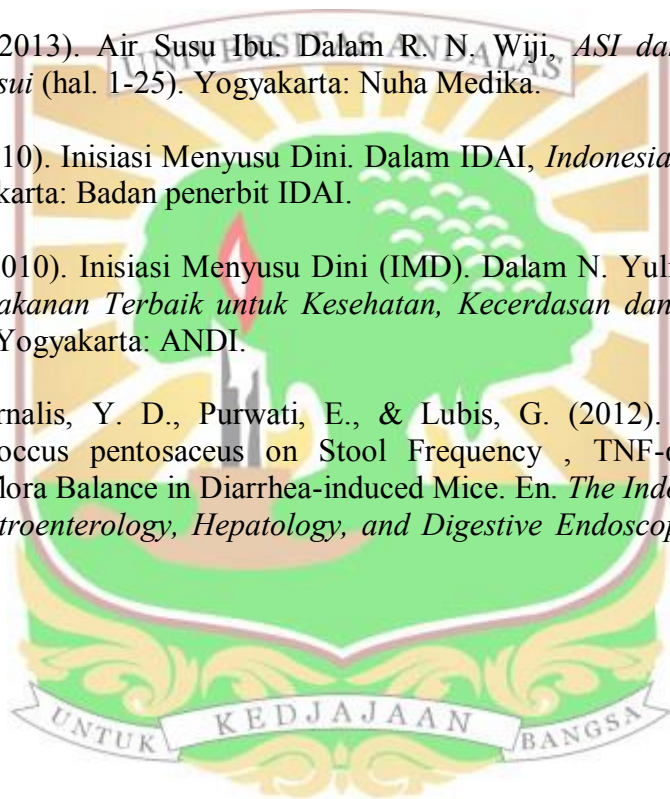 2013). Air Susu Ibu. Dalam R. N. Wiji, ASI da
UNIVERSITAS ANDALAS
sui (hal. 1-25). Yogyakarta: Nuha Medika.
10). Inisiasi Menyusu Dini. Dalam IDAI, Indonesia
karta: Badan penerbit IDAI.
010). Inisiasi Menyusu Dini (IMD). Dalam N. Yuli
akanan Terbaik untuk Kesehatan, Kecerdasan dan
Yogyakarta: ANDI.
rnalis, Y. D., Purwati, E., & Lubis, G. (2012).
occus pentosaceus on Stool Frequency , TNF-
lora Balance in Diarrhea-induced Mice. En. The Indo
troenterology, Hepatology, and Digestive Endoscop
UNTUK KEDJAJAAN BANGSA